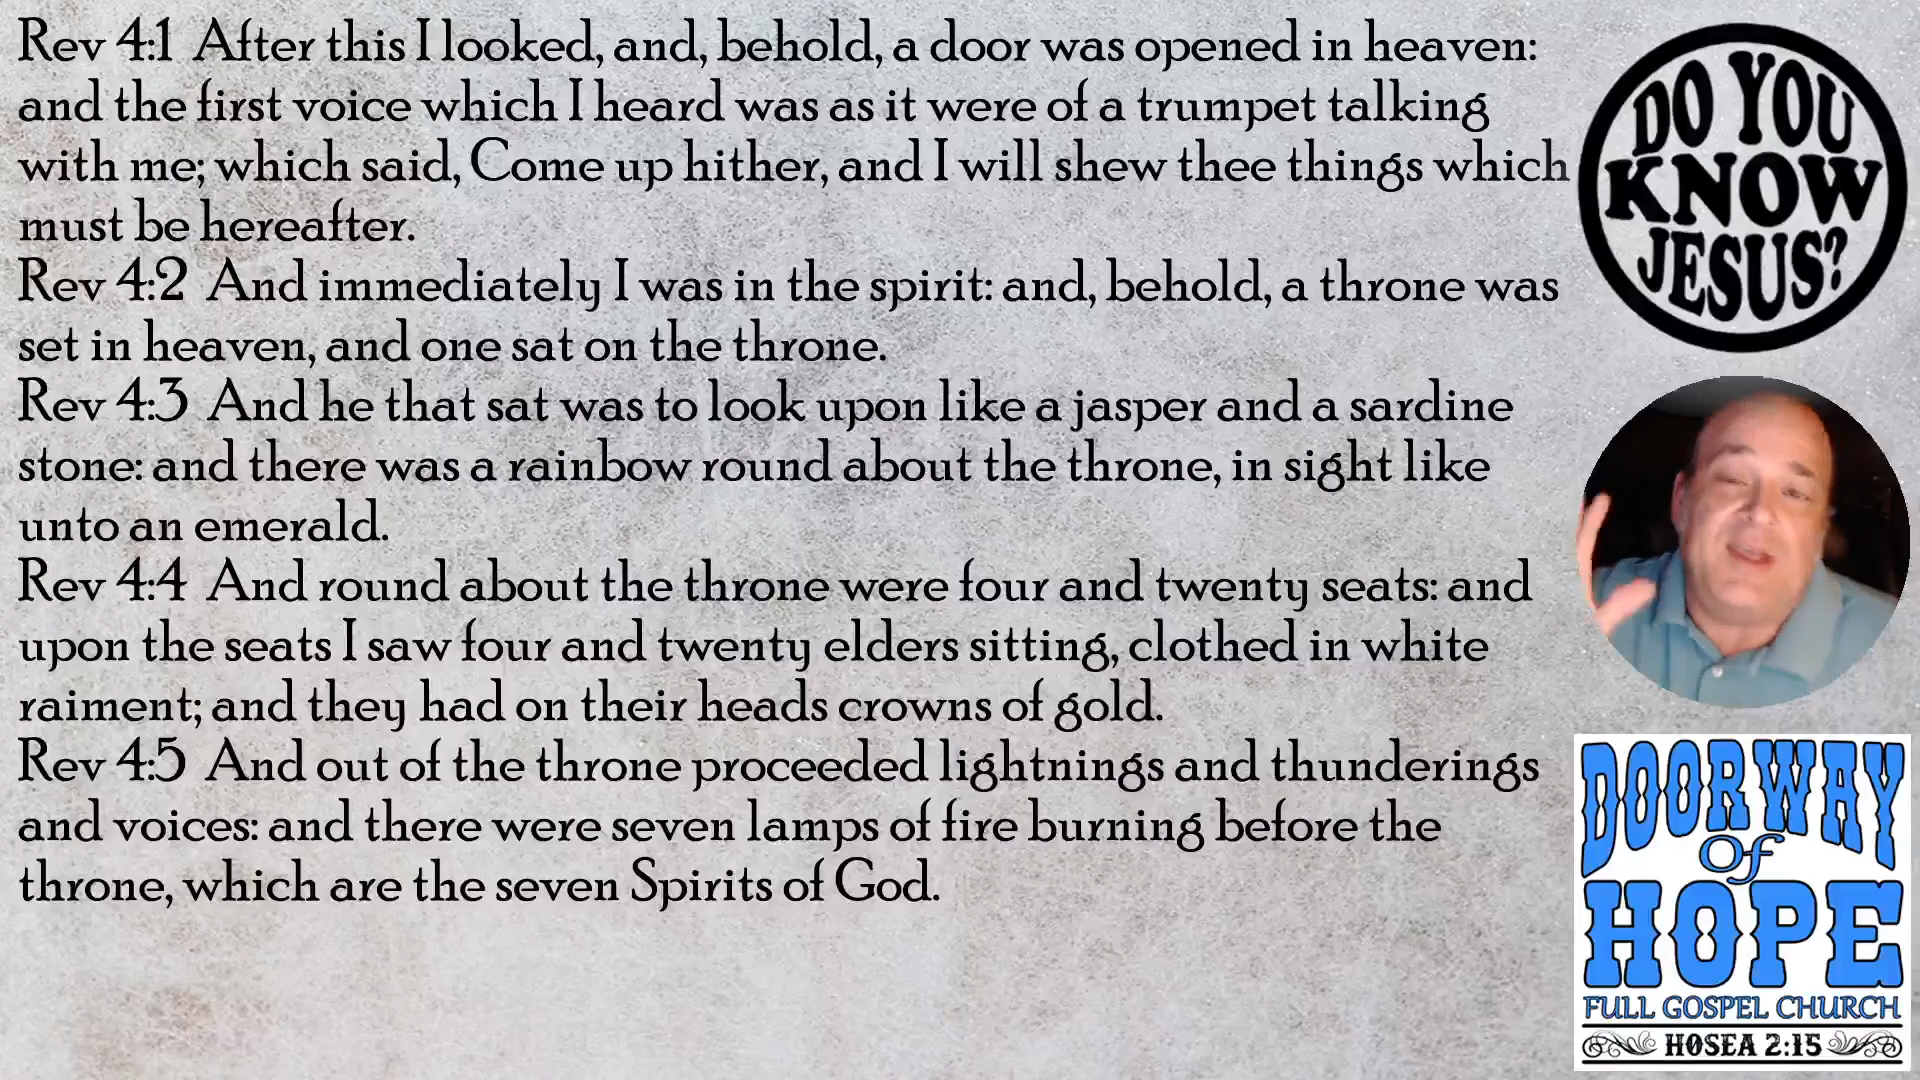 Rev 4:1 After this I looked, and, behold, a door was opened in heaven:
and the first voice which I heard was as it were of a trumpet talking
with me; which said, Come up hither, and I will shew thee things which
must be hereafter.
Rev 4:2 And immediately I was in the spirit: and, behold, a throne was
set in heaven, and one sat on the throne.
Rev 4:3 And he that sat was to look upon like a jasper and a sardine
stone: and there was a rainbow round about the throne, in sight like
unto an emerald.
Rev 4:4 And round about the throne were four and twenty seats: and
upon the seats I saw four and twenty elders sitting, clothed in white
raiment; and they had on their heads crowns of gold.
Rev 4:5 And out of the throne proceeded lightnings and thunderings
and voices: and there were seven lamps of fire burning before the
throne, which are the seven Spirits of God.
DO YOU
KNOW
JESUS?
DOORWAY
Of
HOPE
FULL GOSPEL CHURCH
HOSEA 2:15